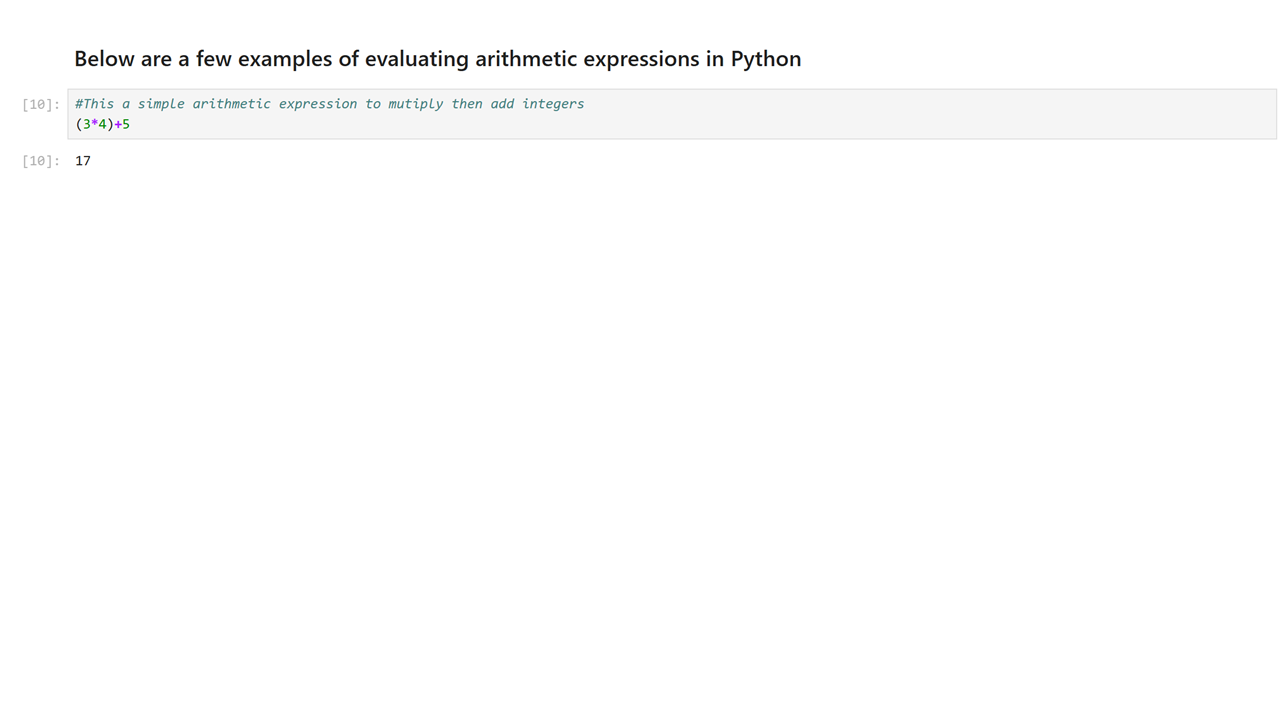 Below are a few examples of evaluating arithmetic expressions in Python
[10]: #This a simple arithmetic expression to mutiply then add integers
(3*4)+5
[10]: 17